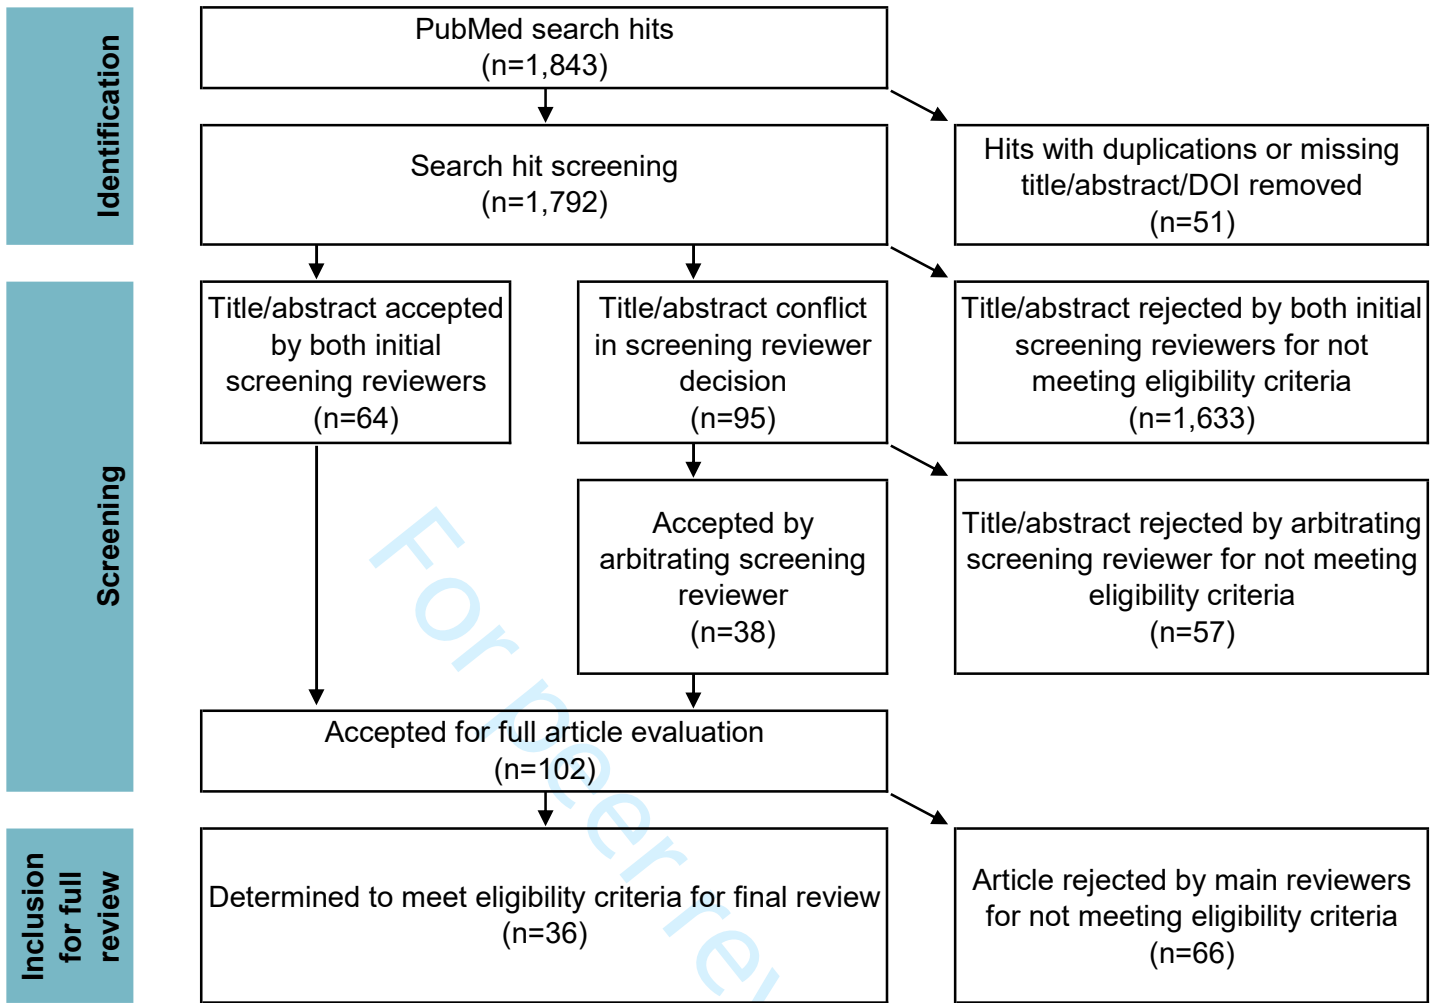 Identification
PubMed search hits
(n=1,843)
Search hit screening
(n=1,792)
Hits with duplications or missing
title/abstract/DOI removed
(n=51)
Screening
Title/abstract accepted
by both initial
screening reviewers
(n=64)
Title/abstract conflict
in screening reviewer
decision
(n=95)
Title/abstract rejected by both initial
screening reviewers for not
meeting eligibility criteria
(n=1,633)
Accepted by
arbitrating screening
reviewer
(n=38)
Title/abstract rejected by arbitrating
screening reviewer for not meeting
eligibility criteria
(n=57)
Accepted for full article evaluation
(n=102)
Inclusion
for full
review
Determined to meet eligibility criteria for final review
(n=36)
Article rejected by main reviewers
for not meeting eligibility criteria
(n=66)
For peer rev